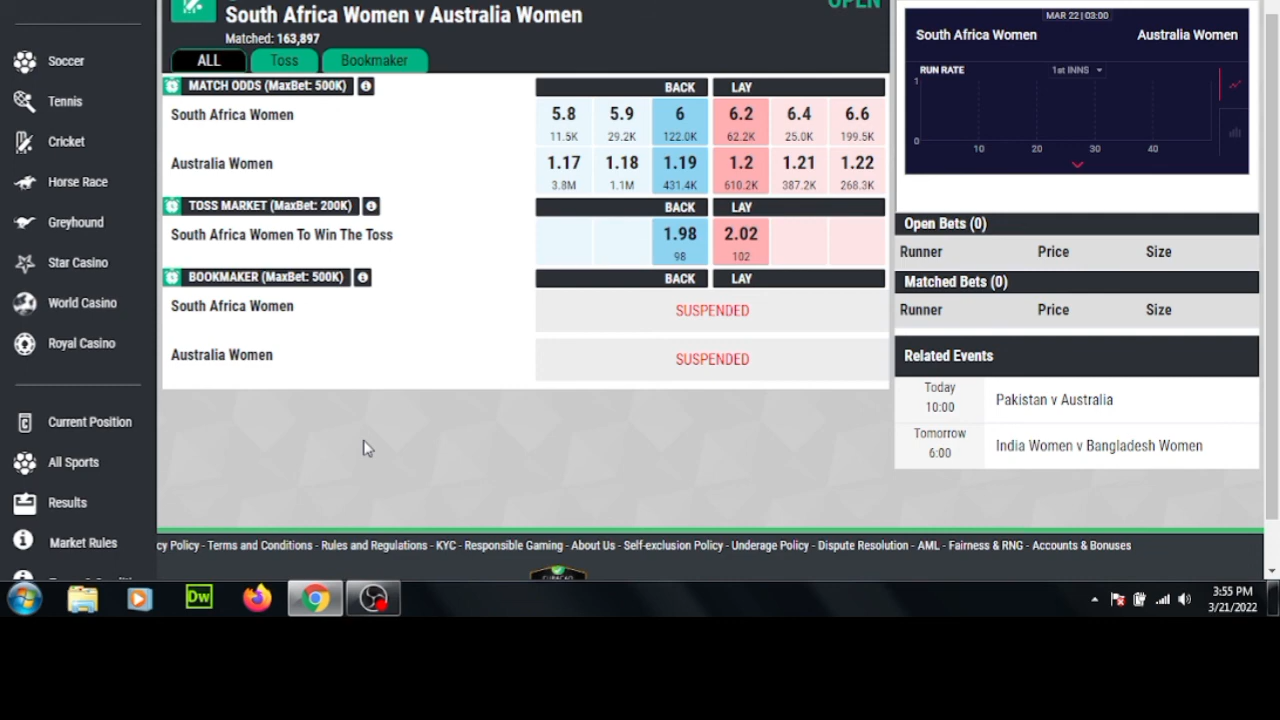 South Africa Women v Australia Women
OPEN
Matched: 163,897
ALL Toss Bookmaker
MATCH ODDS (MaxBet: 500K) BACK LAY
South Africa Women 5.8 5.9 6 6.2 6.4 6.6
11.5K 29.2K 122.0K 62.2K 25.0K 199.5K
Australia Women 1.17 1.18 1.19 1.2 1.21 1.22
3.8M 1.1M 431.4K 610.2K 387.2K 268.3K
TOSS MARKET (MaxBet: 200K) BACK LAY
South Africa Women To Win The Toss 1.98 2.02
98 102
BOOKMAKER (MaxBet: 500K) BACK LAY
South Africa Women SUSPENDED
Australia Women SUSPENDED
Soccer
Tennis
Cricket
Horse Race
Greyhound
Star Casino
World Casino
Royal Casino
Current Position
All Sports
Results
Market Rules
MAR 22 | 03:00
South Africa Women Australia Women
RUN RATE 1st INNS
1
0
10 20 30 40
Open Bets (0)
Runner Price Size
Matched Bets (0)
Runner Price Size
Related Events
Today
10:00
Pakistan v Australia
Tomorrow
6:00
India Women v Bangladesh Women
cy Policy - Terms and Conditions - Rules and Regulations - KYC - Responsible Gaming - About Us - Self-exclusion Policy - Underage Policy - Dispute Resolution - AML - Fairness & RNG - Accounts & Bonuses
Dw
3:55 PM
3/21/2022